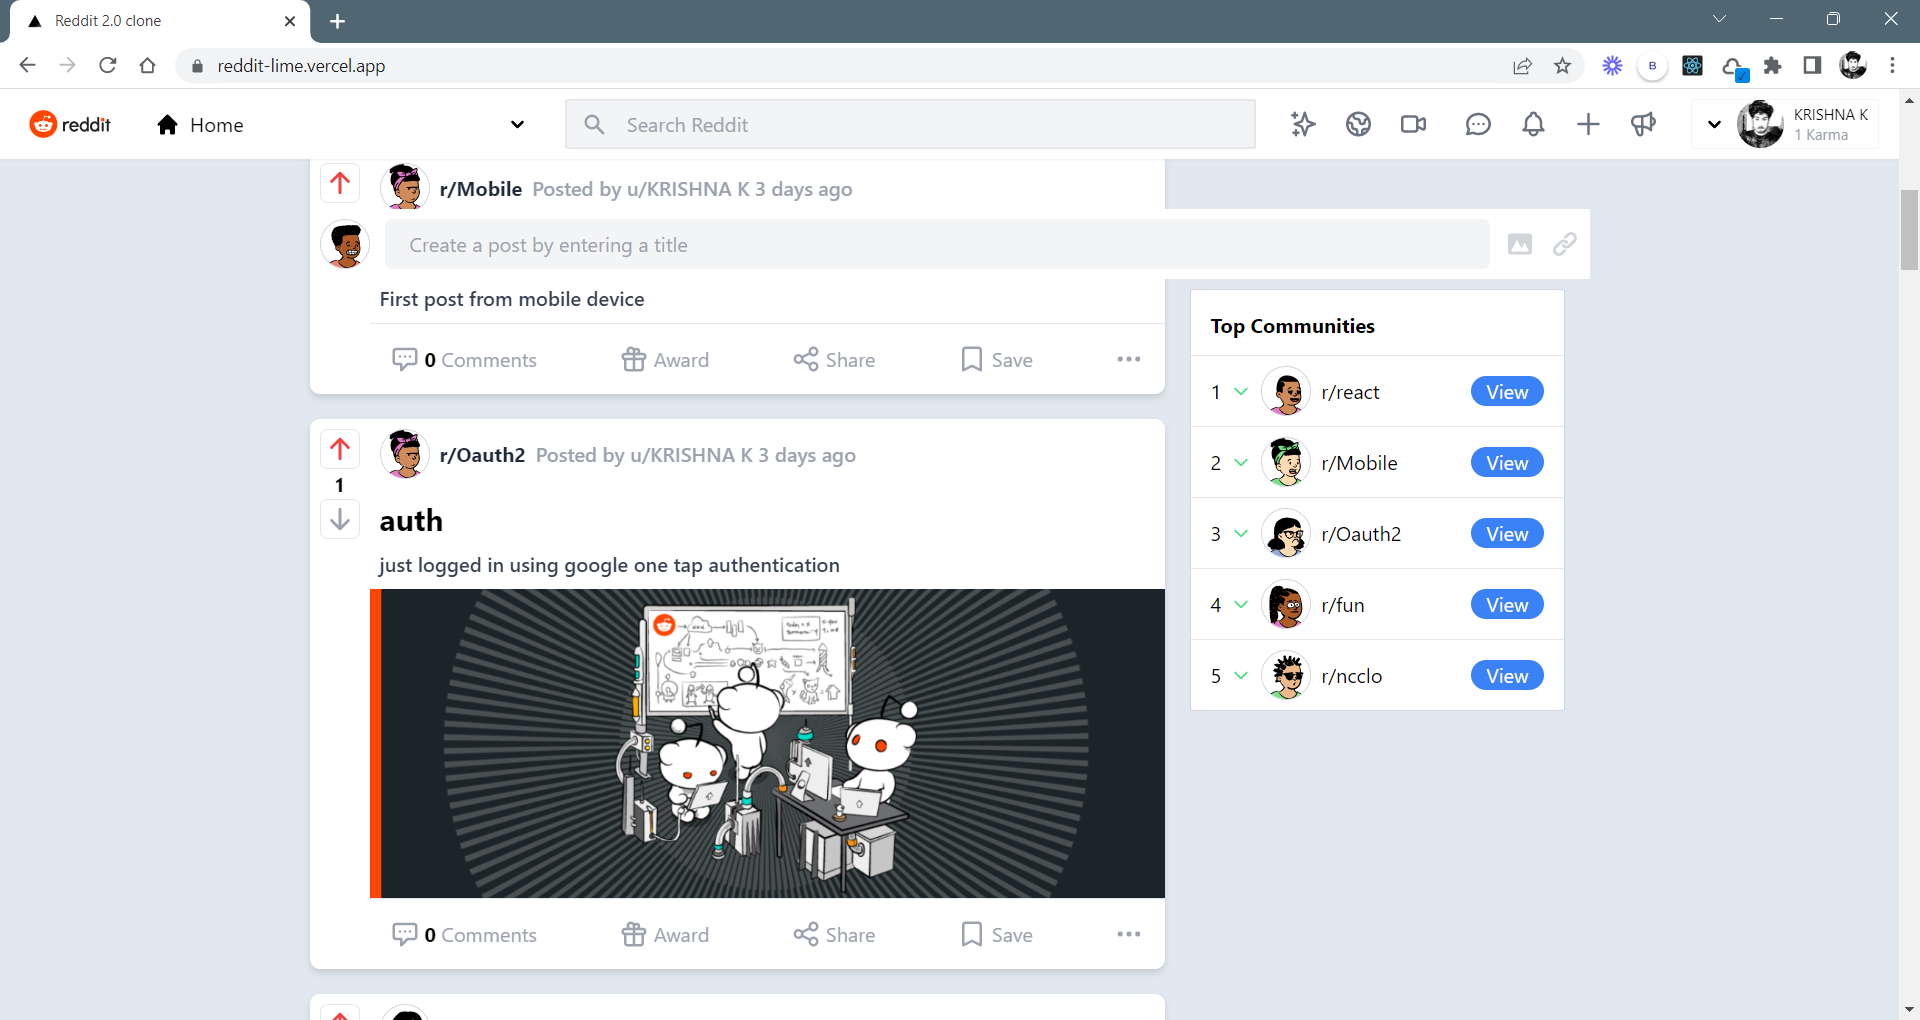 Reddit 2.0 clone
reddit-lime.vercel.app
B
reddit
Home
Search Reddit
KRISHNA K
1 Karma
r/Mobile Posted by u/KRISHNA K 3 days ago
Create a post by entering a title
First post from mobile device
0 Comments
Award
Share
Save
r/Oauth2 Posted by u/KRISHNA K 3 days ago
1
auth
just logged in using google one tap authentication
0 Comments
Award
Share
Save
Top Communities
1 r/react View
2 r/Mobile View
3 r/Oauth2 View
4 r/fun View
5 r/ncclo View